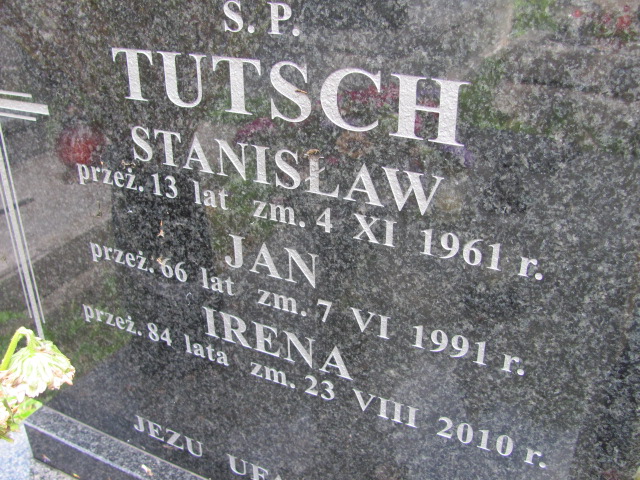 Ś. P.
TUTSCH
STANISŁAW
przeż. 13 lat zm. 4 XI 1961 r.
JAN
przeż. 66 lat zm. 7 VI 1991 r.
IRENA
przeż. 84 lata zm. 23 VIII 2010 r.
JEZU